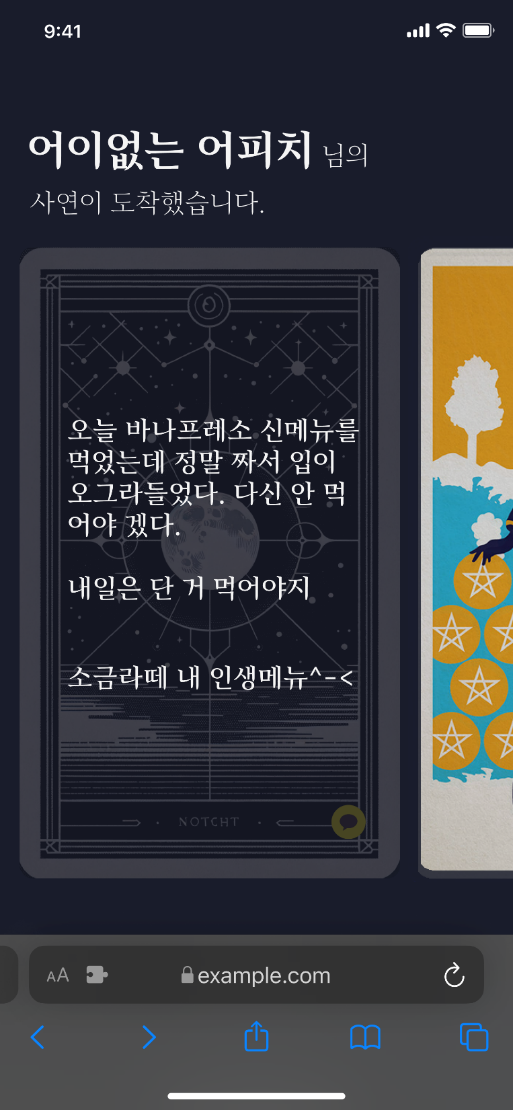 9:41
어이없는 어피치 님의
사연이 도착했습니다.
오늘 바나프레소 신메뉴를
먹었는데 정말 짜서 입이
오그라들었다. 다신 안 먹
어야 겠다.
내일은 단 거 먹어야지
소금라떼 내 인생메뉴^-<
NOTCHT
AA
example.com